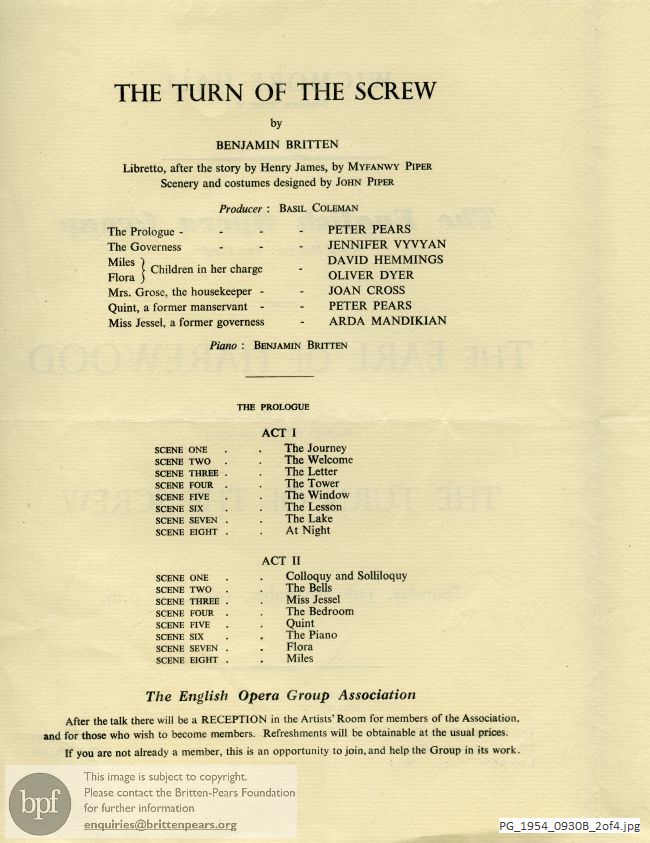 THE TURN OF THE SCREW
by
BENJAMIN BRITTEN
Libretto, after the story by Henry James, by MYFANWY PIPER
Scenery and costumes designed by JOHN PIPER
Producer : BASIL COLEMAN
The Prologue - - - PETER PEARS
The Governess - - JENNIFER VYVYAN
Miles } Children in her charge - DAVID HEMMINGS
Flora } OLIVER DYER
Mrs. Grose, the housekeeper - - JOAN CROSS
Quint, a former manservant - - PETER PEARS
Miss Jessel, a former governess - ARDA MANDIKIAN
Piano : BENJAMIN BRITTEN
THE PROLOGUE
ACT I
SCENE ONE . . The Journey
SCENE TWO . . The Welcome
SCENE THREE . . The Letter
SCENE FOUR . . The Tower
SCENE FIVE . . The Window
SCENE SIX . . The Lesson
SCENE SEVEN . . The Lake
SCENE EIGHT . . At Night
ACT II
SCENE ONE . . Colloquy and Solliloquy
SCENE TWO . . The Bells
SCENE THREE . . Miss Jessel
SCENE FOUR . . The Bedroom
SCENE FIVE . . Quint
SCENE SIX . . The Piano
SCENE SEVEN . . Flora
SCENE EIGHT . . Miles
The English Opera Group Association
After the talk there will be a RECEPTION in the Artists' Room for members of the Association,
and for those who wish to become members. Refreshments will be obtainable at the usual prices.
If you are not already a member, this is an opportunity to join, and help the Group in its work.
bpf
This image is subject to copyright.
Please contact the Britten-Pears Foundation
for further information
enquiries@brittenpears.org
PG_1954_0930B_2of4.jpg